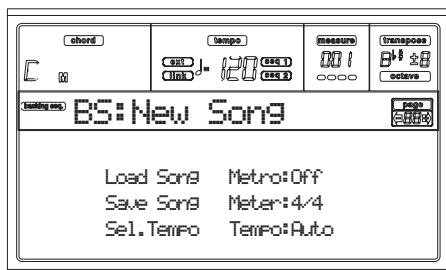 chord tempo measure transpose
C M ext link ♩= 120 seq 1 seq 2 001
octave
backing seq. BS:New Song page
Load Song Metro:Off
Save Song Meter:4/4
Sel.Tempo Tempo:Auto